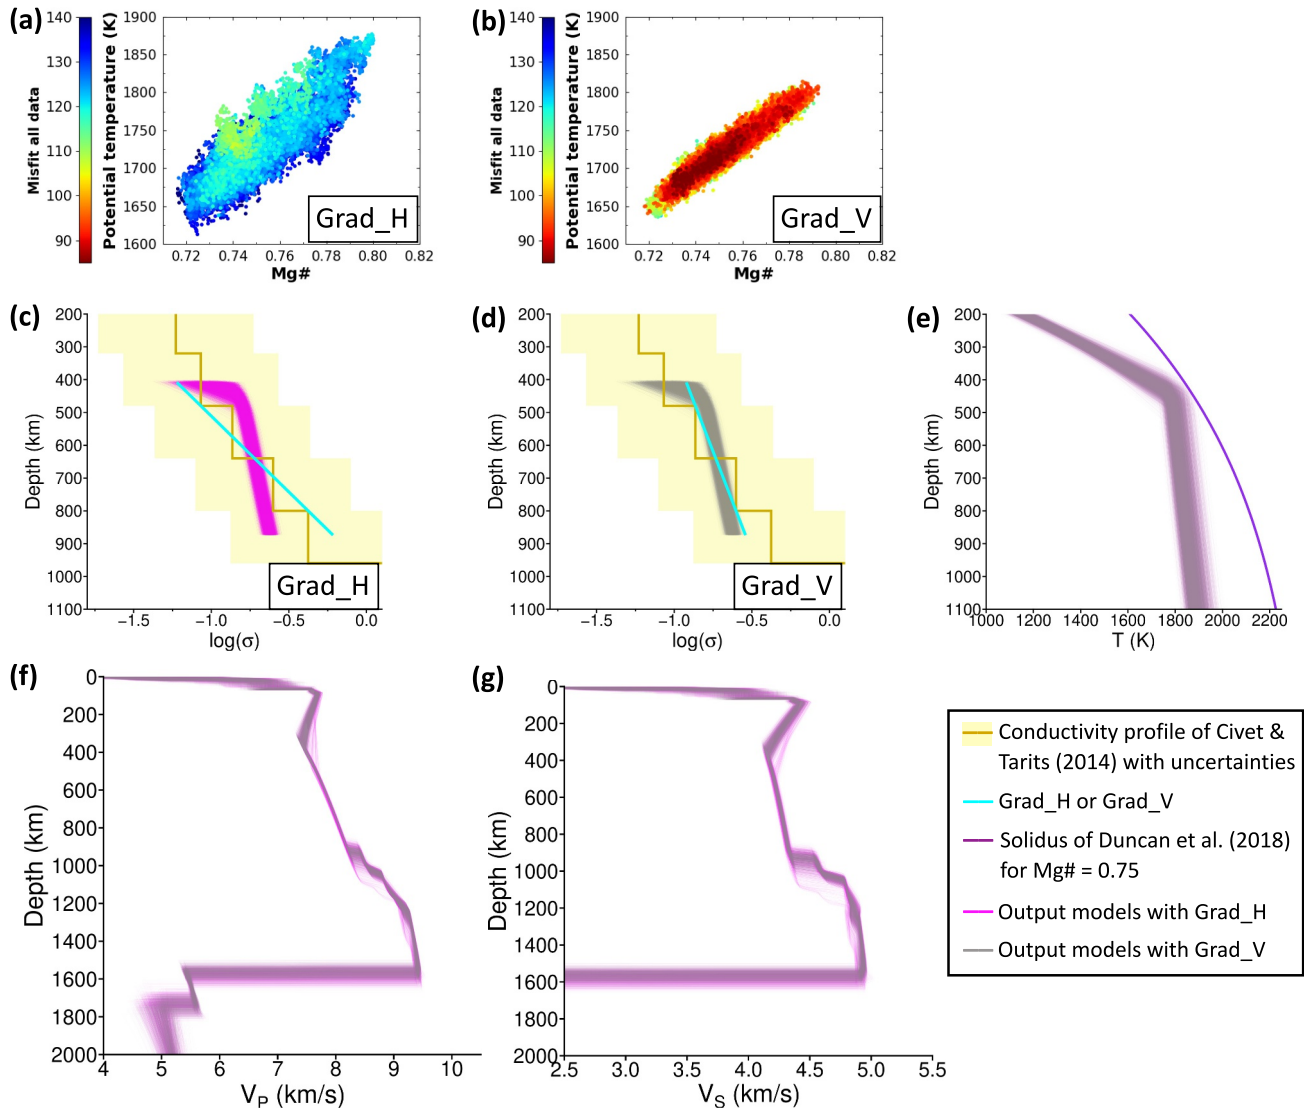 (a)
140
130
120
110
100
90
Misfit all data
1900
1850
1800
1750
1700
1650
1600
Potential temperature (K)
0.72 0.74 0.76 0.78 0.80 0.82
Mg#
Grad_H
(b)
140
130
120
110
100
90
Misfit all data
1900
1850
1800
1750
1700
1650
1600
Potential temperature (K)
0.72 0.74 0.76 0.78 0.80 0.82
Mg#
Grad_V
(c)
200
300
400
500
600
700
800
900
1000
1100
Depth (km)
−1.5 −1.0 −0.5 0.0
log(σ)
Grad_H
(d)
200
300
400
500
600
700
800
900
1000
1100
Depth (km)
−1.5 −1.0 −0.5 0.0
log(σ)
Grad_V
(e)
200
300
400
500
600
700
800
900
1000
1100
Depth (km)
1000 1200 1400 1600 1800 2000 2200
T (K)
(f)
0
200
400
600
800
1000
1200
1400
1600
1800
2000
Depth (km)
4 5 6 7 8 9 10
VP (km/s)
(g)
0
200
400
600
800
1000
1200
1400
1600
1800
2000
Depth (km)
2.5 3.0 3.5 4.0 4.5 5.0 5.5
VS (km/s)
Conductivity profile of Civet &
Tarits (2014) with uncertainties
Grad_H or Grad_V
Solidus of Duncan et al. (2018)
for Mg# = 0.75
Output models with Grad_H
Output models with Grad_V